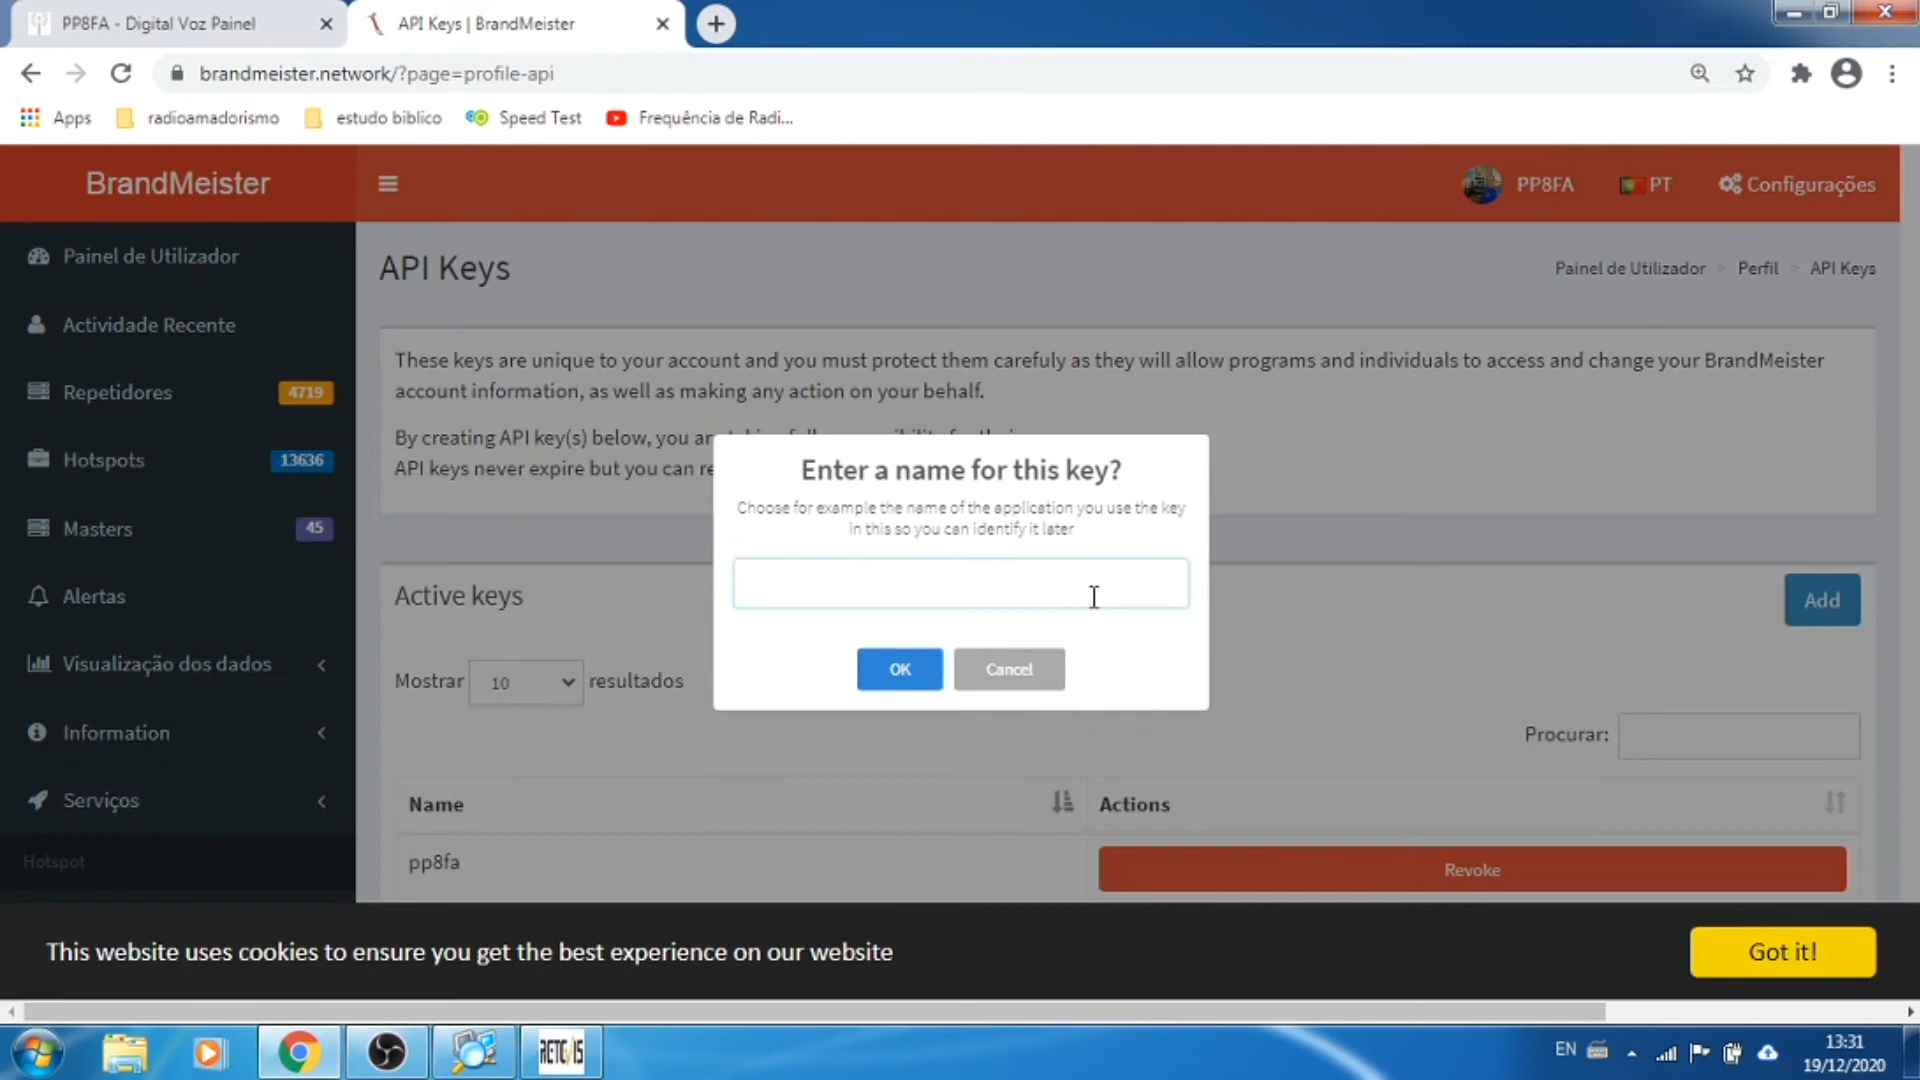 PP8FA - Digital Voz Painel
API Keys | BrandMeister
brandmeister.network/?page=profile-api
Apps
radioamadorismo
estudo biblico
Speed Test
Frequência de Radi...
BrandMeister
PP8FA
PT
Configurações
Painel de Utilizador
Actividade Recente
Repetidores 4719
Hotspots 13636
Masters 45
Alertas
Visualização dos dados
Information
Serviços
Hotspot
API Keys
Painel de Utilizador > Perfil > API Keys
These keys are unique to your account and you must protect them carefuly as they will allow programs and individuals to access and change your BrandMeister
account information, as well as making any action on your behalf.
By creating API key(s) below, you are
API keys never expire but you can re
Enter a name for this key?
Choose for example the name of the application you use the key
in this so you can identify it later
OK
Cancel
Active keys
Add
Mostrar 10 resultados
Procurar:
Name
Actions
pp8fa
Revoke
This website uses cookies to ensure you get the best experience on our website
Got it!
RETEVIS
EN
13:31
19/12/2020